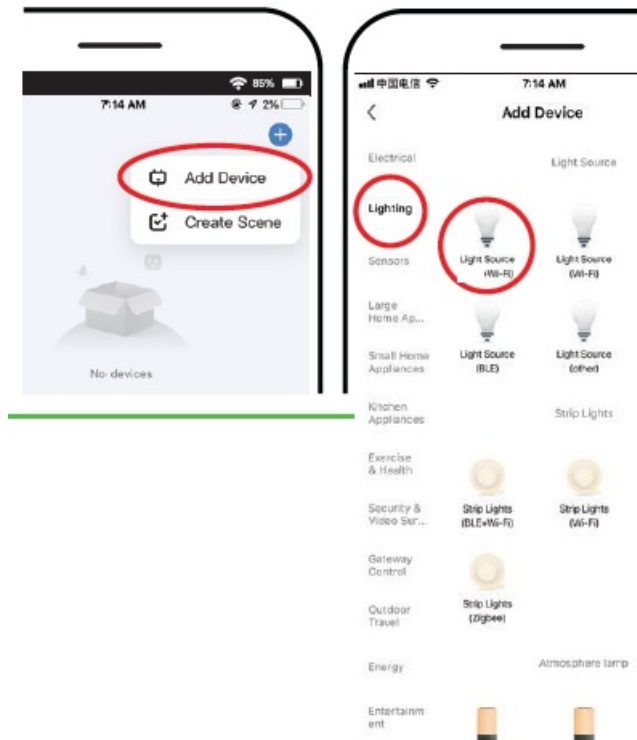 85%
7:14 AM
2%
Add Device
Create Scene
No devices
中国电信
7:14 AM
Add Device
Electrical
Lighting
Sensors
Large
Home Ap...
Small Home
Appliances
Kitchen
Appliances
Exercise
& Health
Security &
Video Sur...
Gateway
Control
Outdoor
Travel
Energy
Entertainm
ent
Light Source
Light Source
(Wi-Fi)
Light Source
(Wi-Fi)
Light Source
(BLE)
Light Source
(other)
Strip Lights
Strip Lights
(BLE+Wi-Fi)
Strip Lights
(Wi-Fi)
Strip Lights
(Zigbee)
Atmosphere lamp